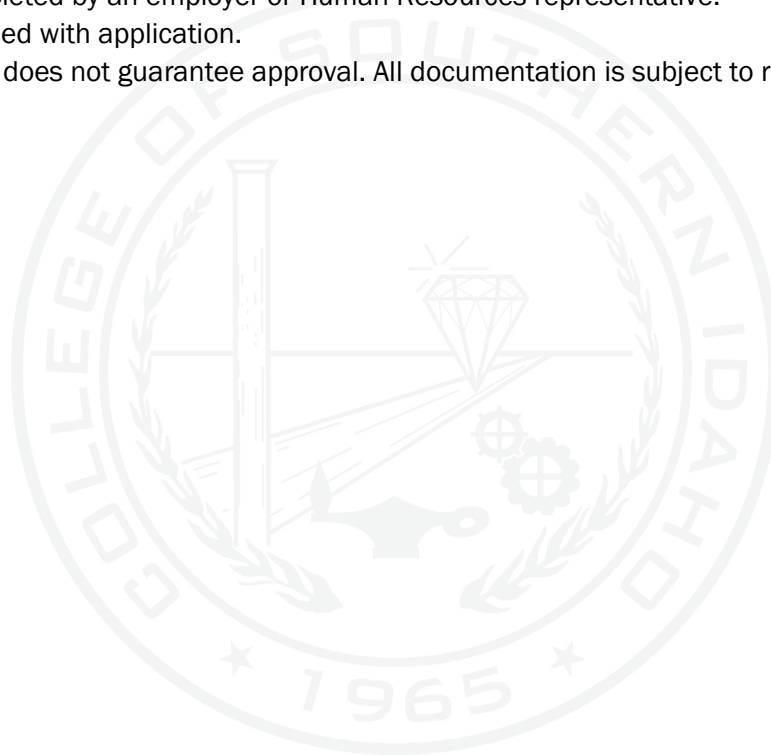 pleted by an employer or Human Resources representative.
ed with application.
does not guarantee approval. All documentation is subject to r
COLLEGE OF SOUTHERN IDAHO
1965